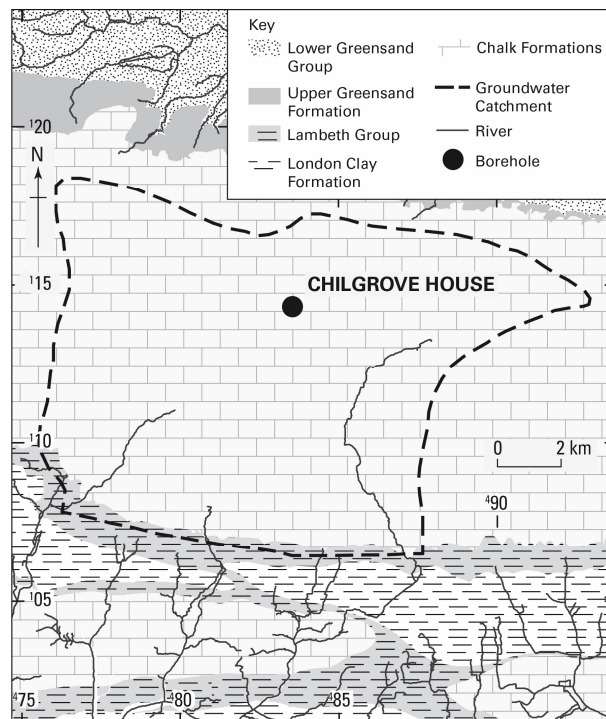 Key
Lower Greensand
Group
Upper Greensand
Formation
Lambeth Group
London Clay
Formation
Chalk Formations
Groundwater
Catchment
River
Borehole
120
N
115
CHILGROVE HOUSE
110
0 2 km
⁴90
105
⁴75 ⁴80 ⁴85